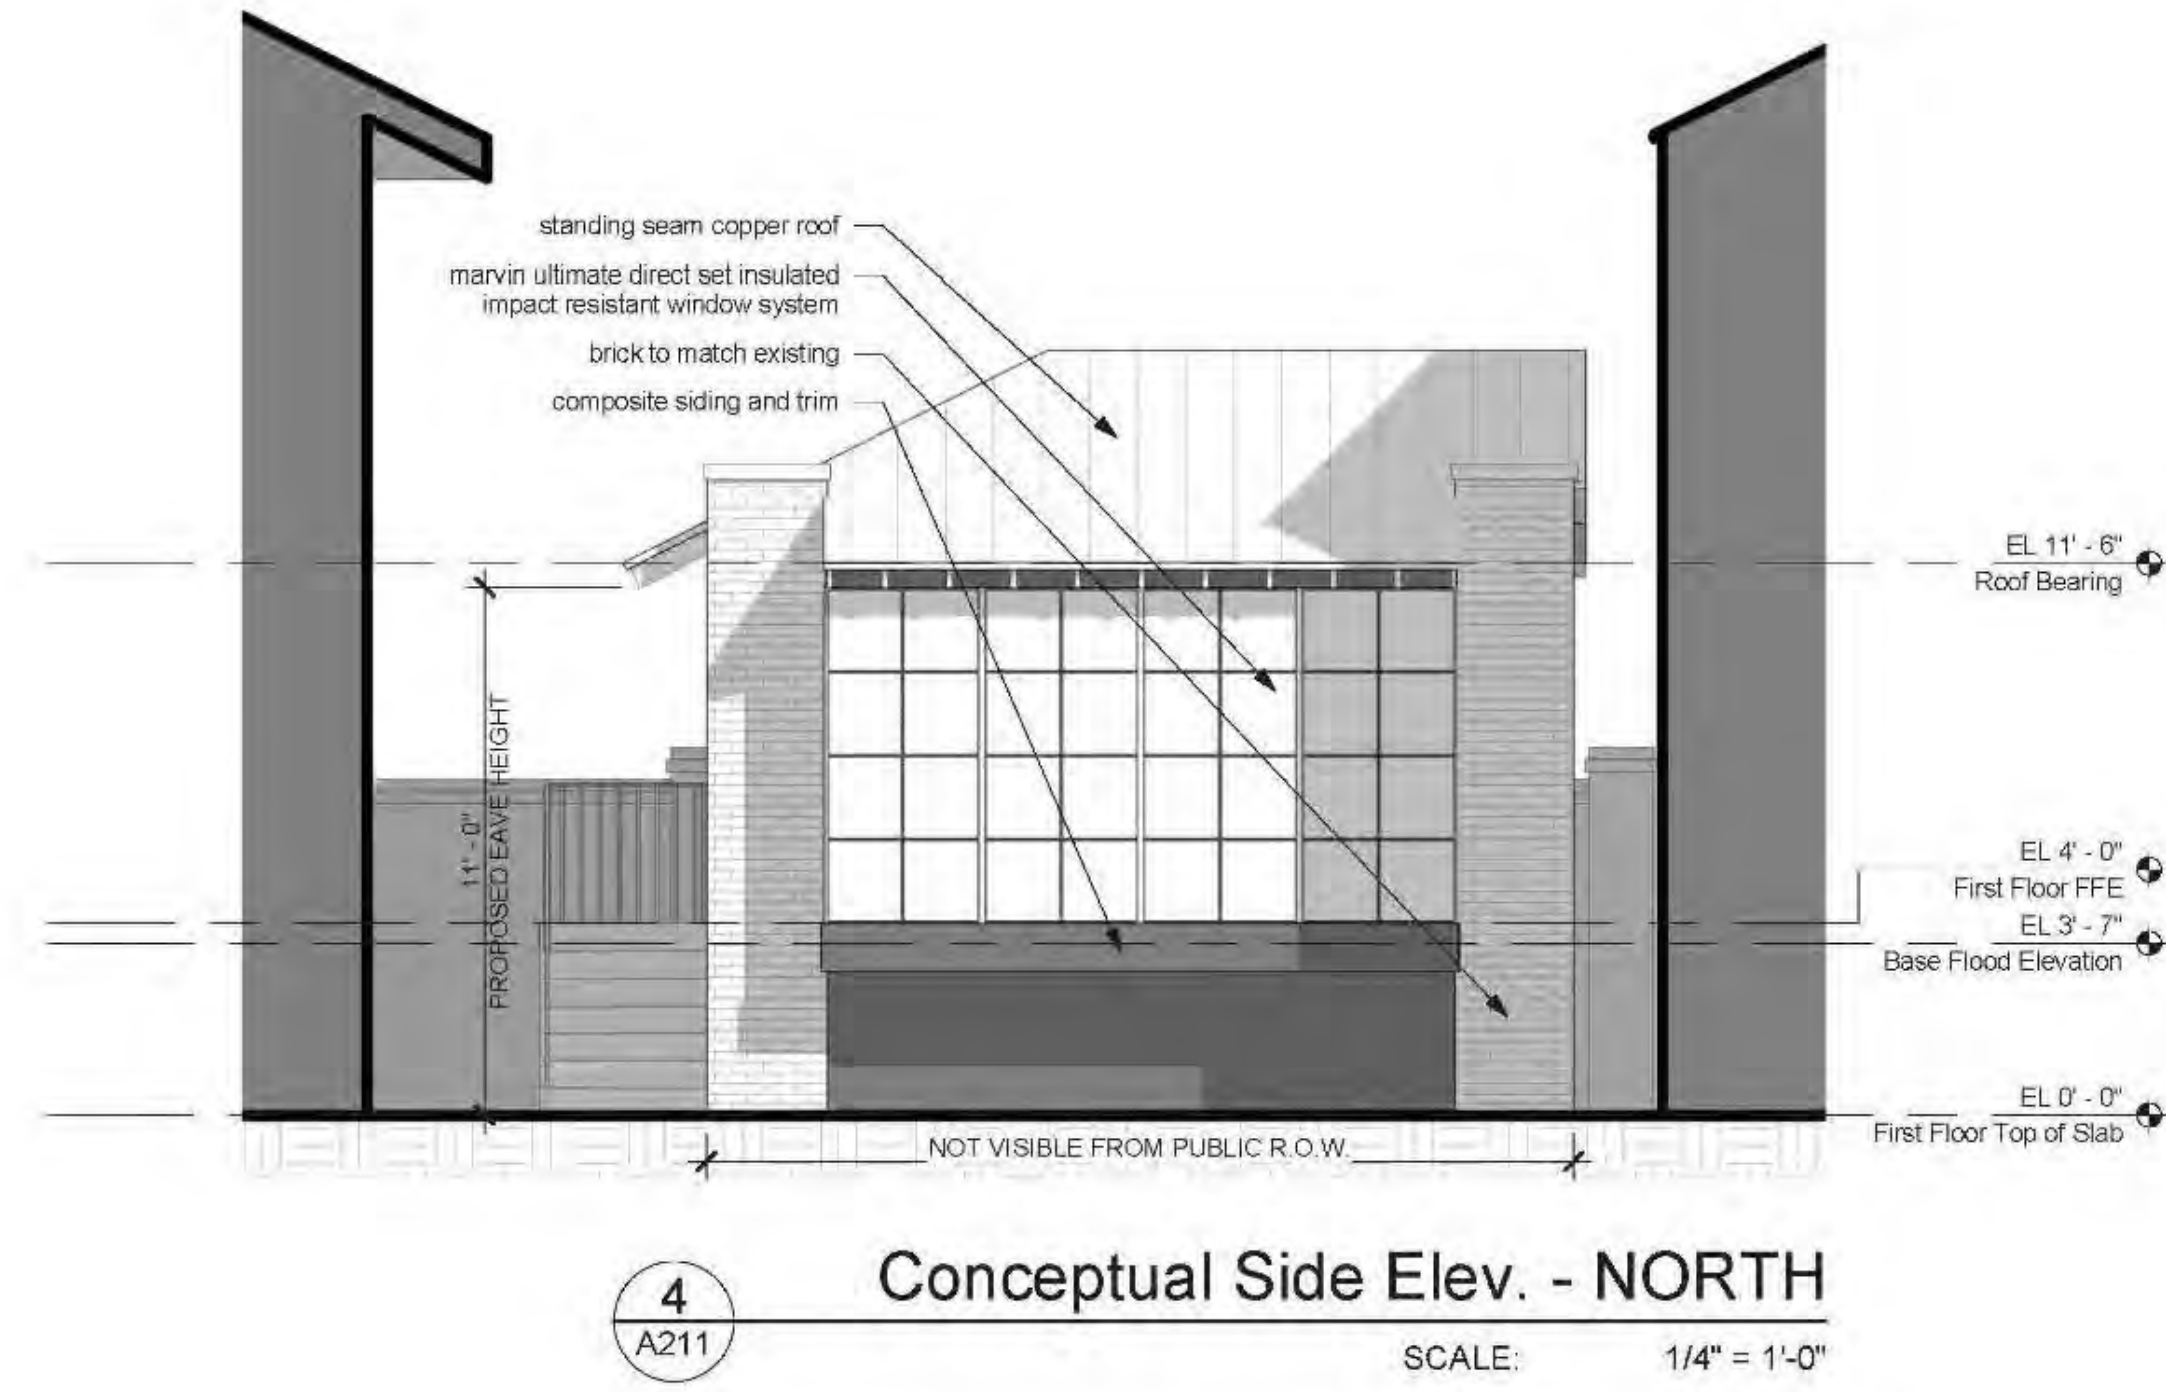 standing seam copper roof
marvin ultimate direct set insulated
impact resistant window system
brick to match existing
composite siding and trim
EL 11' - 6"
Roof Bearing
11' - 0"
PROPOSED EAVE HEIGHT
EL 4' - 0"
First Floor FFE
EL 3' - 7"
Base Flood Elevation
EL 0' - 0"
First Floor Top of Slab
NOT VISIBLE FROM PUBLIC R.O.W.
4
A211
Conceptual Side Elev. - NORTH
SCALE: 1/4" = 1'-0"